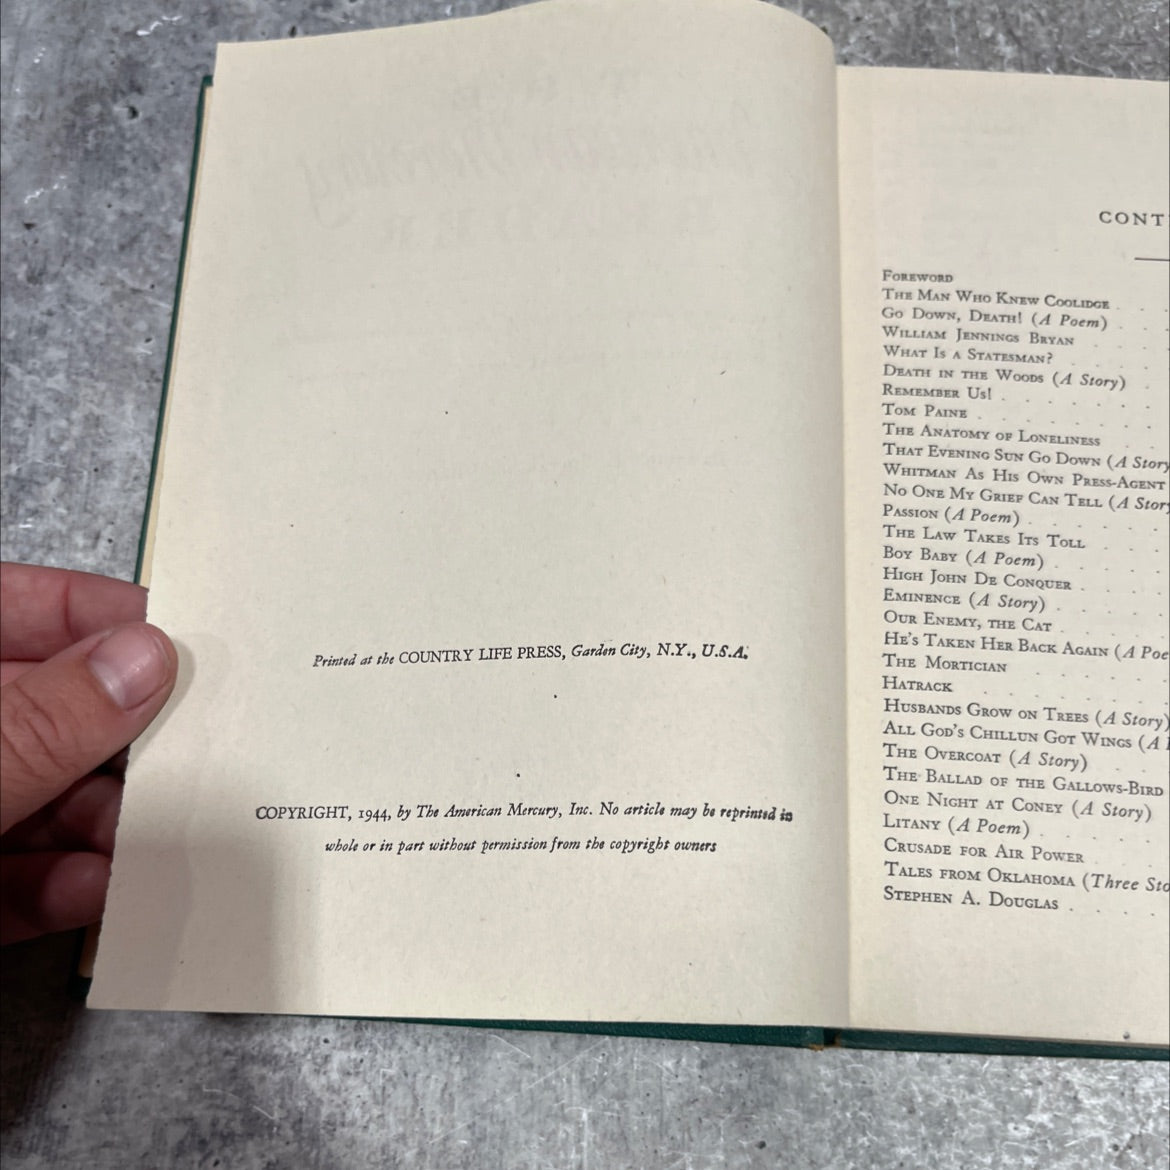 Printed at the COUNTRY LIFE PRESS, Garden City, N.Y., U.S.A.
COPYRIGHT, 1944, by The American Mercury, Inc. No article may be reprinted in
whole or in part without permission from the copyright owners
CONT
FOREWORD
THE MAN WHO KNEW COOLIDGE . .
GO DOWN, DEATH! (A Poem) . .
WILLIAM JENNINGS BRYAN . .
WHAT IS A STATESMAN? . . .
DEATH IN THE WOODS (A Story) .
REMEMBER US! . . . . .
TOM PAINE . . . . . .
THE ANATOMY OF LONELINESS . .
THAT EVENING SUN GO DOWN (A Story
WHITMAN AS HIS OWN PRESS-AGENT
NO ONE MY GRIEF CAN TELL (A Story
PASSION (A Poem) . . . .
THE LAW TAKES ITS TOLL . . .
BOY BABY (A Poem) . . . .
HIGH JOHN DE CONQUER . . .
EMINENCE (A Story) . . . .
OUR ENEMY, THE CAT . . . .
HE'S TAKEN HER BACK AGAIN (A Poe
THE MORTICIAN . . . . .
HATRACK . . . . . .
HUSBANDS GROW ON TREES (A Story)
ALL GOD'S CHILLUN GOT WINGS (A
THE OVERCOAT (A Story) . . .
THE BALLAD OF THE GALLOWS-BIRD
ONE NIGHT AT CONEY (A Story)
LITANY (A Poem) . . . . .
CRUSADE FOR AIR POWER . . .
TALES FROM OKLAHOMA (Three Sto
STEPHEN A. DOUGLAS . . . .